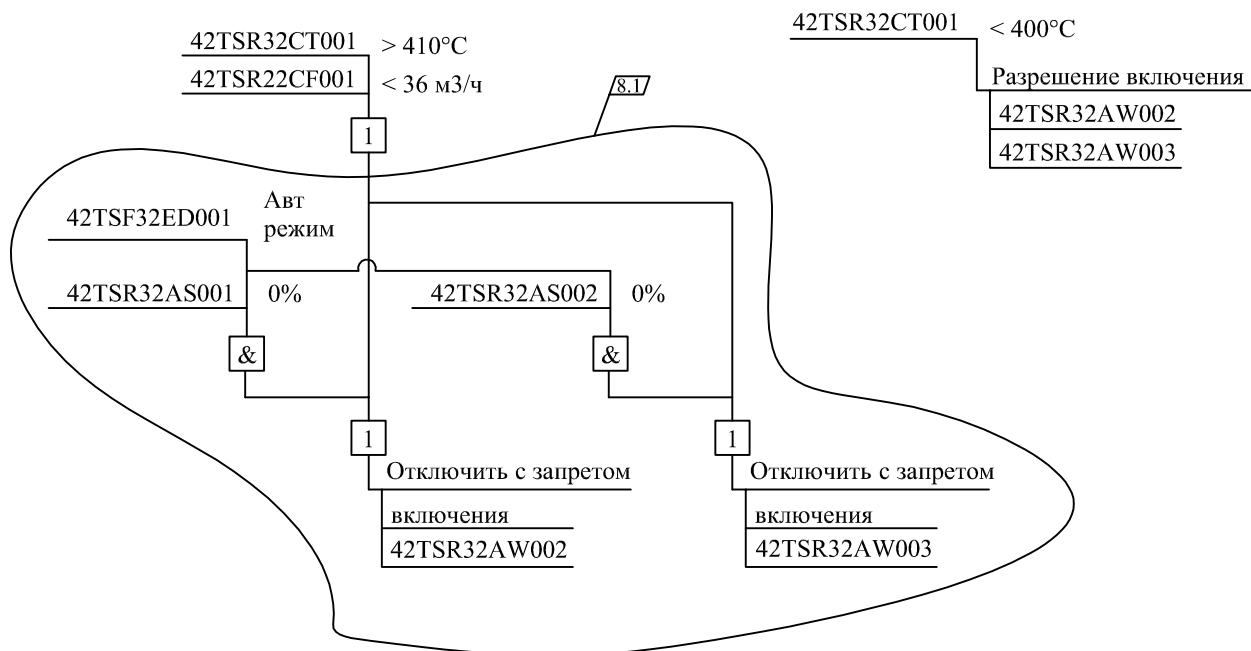 42TSR32CT001 > 410°C
42TSR22CF001 < 36 м3/ч
1
8.1
42TSR32CT001 < 400°C
Разрешение включения
42TSR32AW002
42TSR32AW003
42TSF32ED001
Авт
режим
42TSR32AS001 0%
42TSR32AS002 0%
&
&
1
1
Отключить с запретом
включения
42TSR32AW002
Отключить с запретом
включения
42TSR32AW003